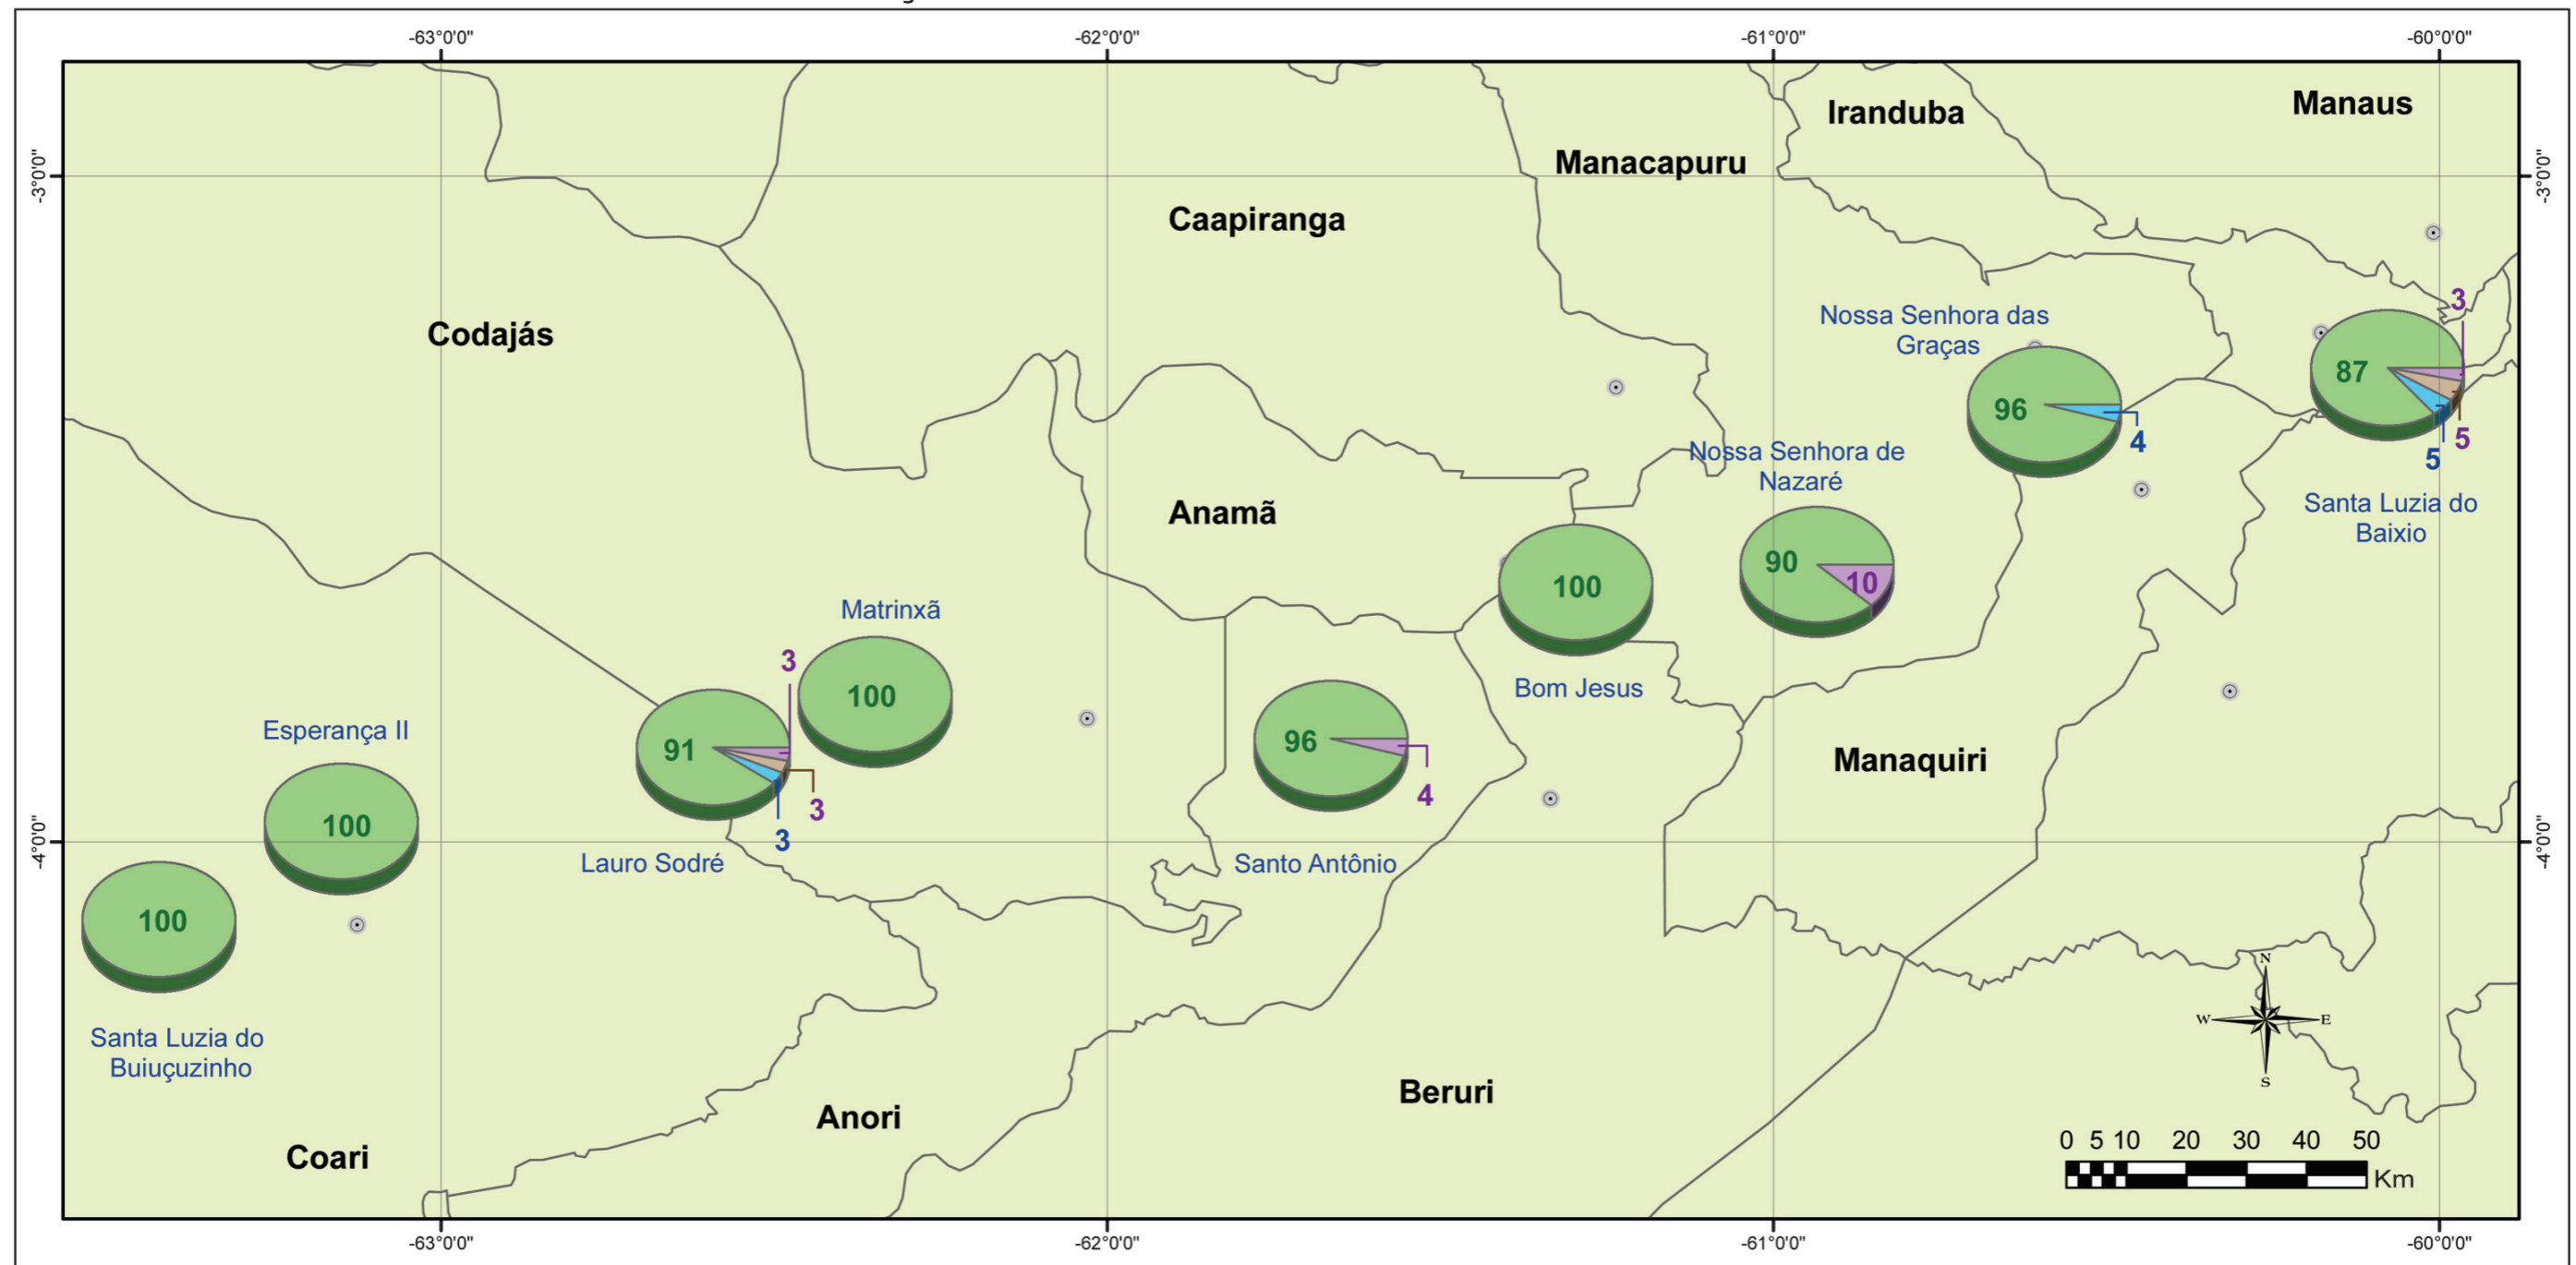 -63°0'0"
-62°0'0"
-61°0'0"
-60°0'0"
-3°0'0"
-3°0'0"
Manaus
Iranduba
Manacapuru
Caapiranga
Codajás
Nossa Senhora das
Graças
96
4
3
87
5
5
Santa Luzia do
Baixio
Nossa Senhora de
Nazaré
90
10
Anamã
100
Bom Jesus
Matrinxã
100
3
91
3
3
Lauro Sodré
96
4
Santo Antônio
Manaquiri
Esperança II
100
-4°0'0"
-4°0'0"
100
Santa Luzia do
Buiuçuzinho
Coari
Anori
Beruri
N
W
E
S
0 5 10 20 30 40 50
Km
-63°0'0"
-62°0'0"
-61°0'0"
-60°0'0"